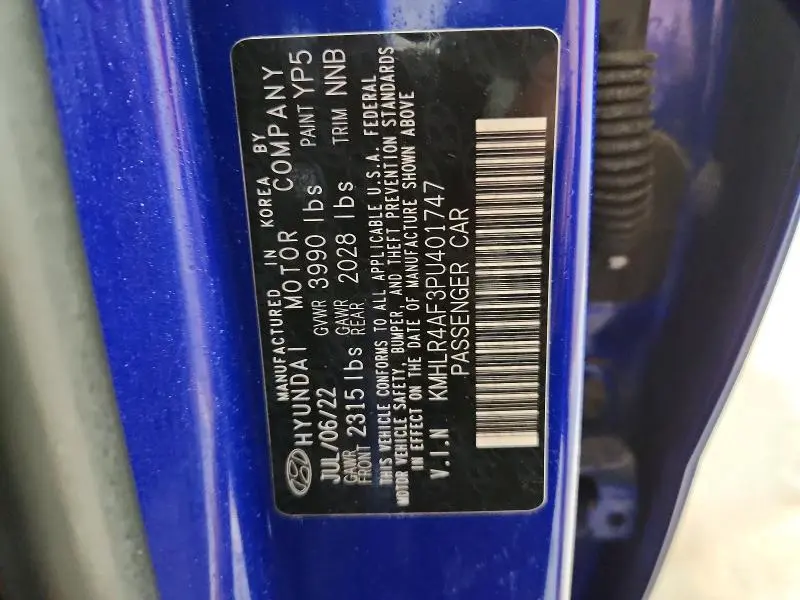 MANUFACTURED IN KOREA BY
HYUNDAI MOTOR COMPANY
JUL/06/22 GVWR 3990 lbs PAINT YP5
GAWR FRONT 2315 lbs GAWR REAR 2028 lbs TRIM NNB
THIS VEHICLE CONFORMS TO ALL APPLICABLE U.S.A. FEDERAL
MOTOR VEHICLE SAFETY, BUMPER, AND THEFT PREVENTION STANDARDS
IN EFFECT ON THE DATE OF MANUFACTURE SHOWN ABOVE
V.I.N KMHLR4AF3PU401747
PASSENGER CAR